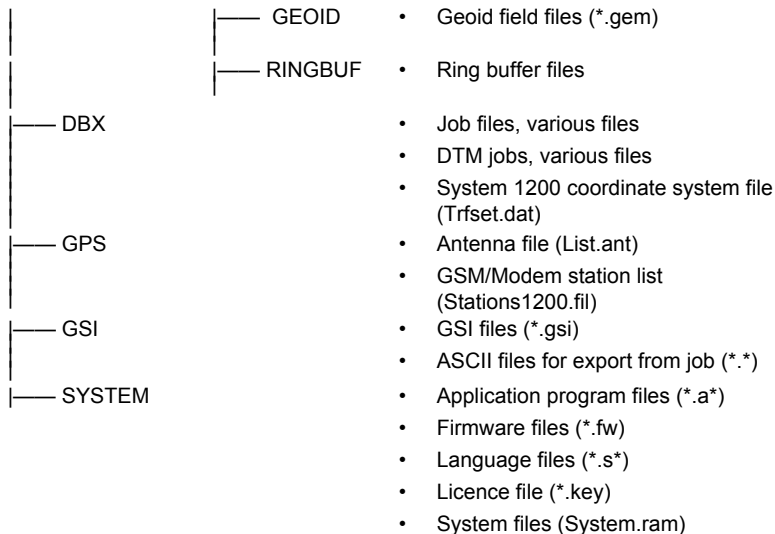 |—— GEOID • Geoid field files (*.gem)
|—— RINGBUF • Ring buffer files
|—— DBX • Job files, various files
• DTM jobs, various files
• System 1200 coordinate system file
(Trfset.dat)
|—— GPS • Antenna file (List.ant)
• GSM/Modem station list
(Stations1200.fil)
|—— GSI • GSI files (*.gsi)
• ASCII files for export from job (*.*)
|—— SYSTEM • Application program files (*.a*)
• Firmware files (*.fw)
• Language files (*.s*)
• Licence file (*.key)
• System files (System.ram)